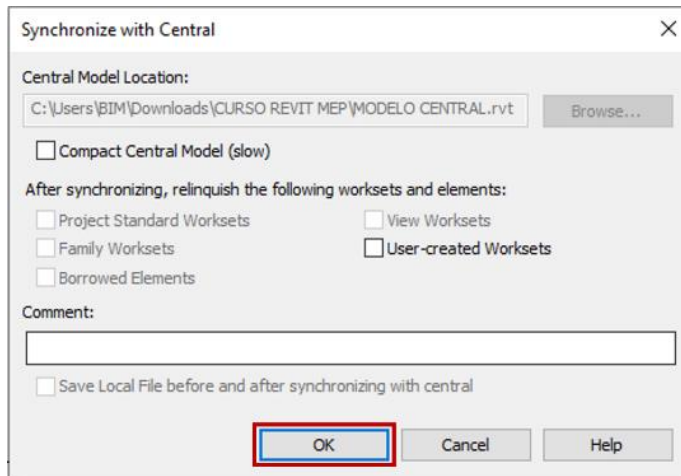 Synchronize with Central
Central Model Location:
C:\Users\BIM\Downloads\CURSO REVIT MEP\MODELO CENTRAL.rvt Browse...
Compact Central Model (slow)
After synchronizing, relinquish the following worksets and elements:
Project Standard Worksets View Worksets
Family Worksets User-created Worksets
Borrowed Elements
Comment:
Save Local File before and after synchronizing with central
OK Cancel Help